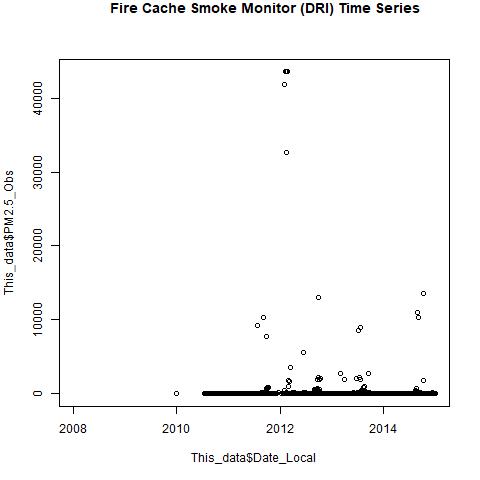 Fire Cache Smoke Monitor (DRI) Time Series
40000
30000
20000
10000
0
This_data$PM2.5_Obs
2008 2010 2012 2014
This_data$Date_Local